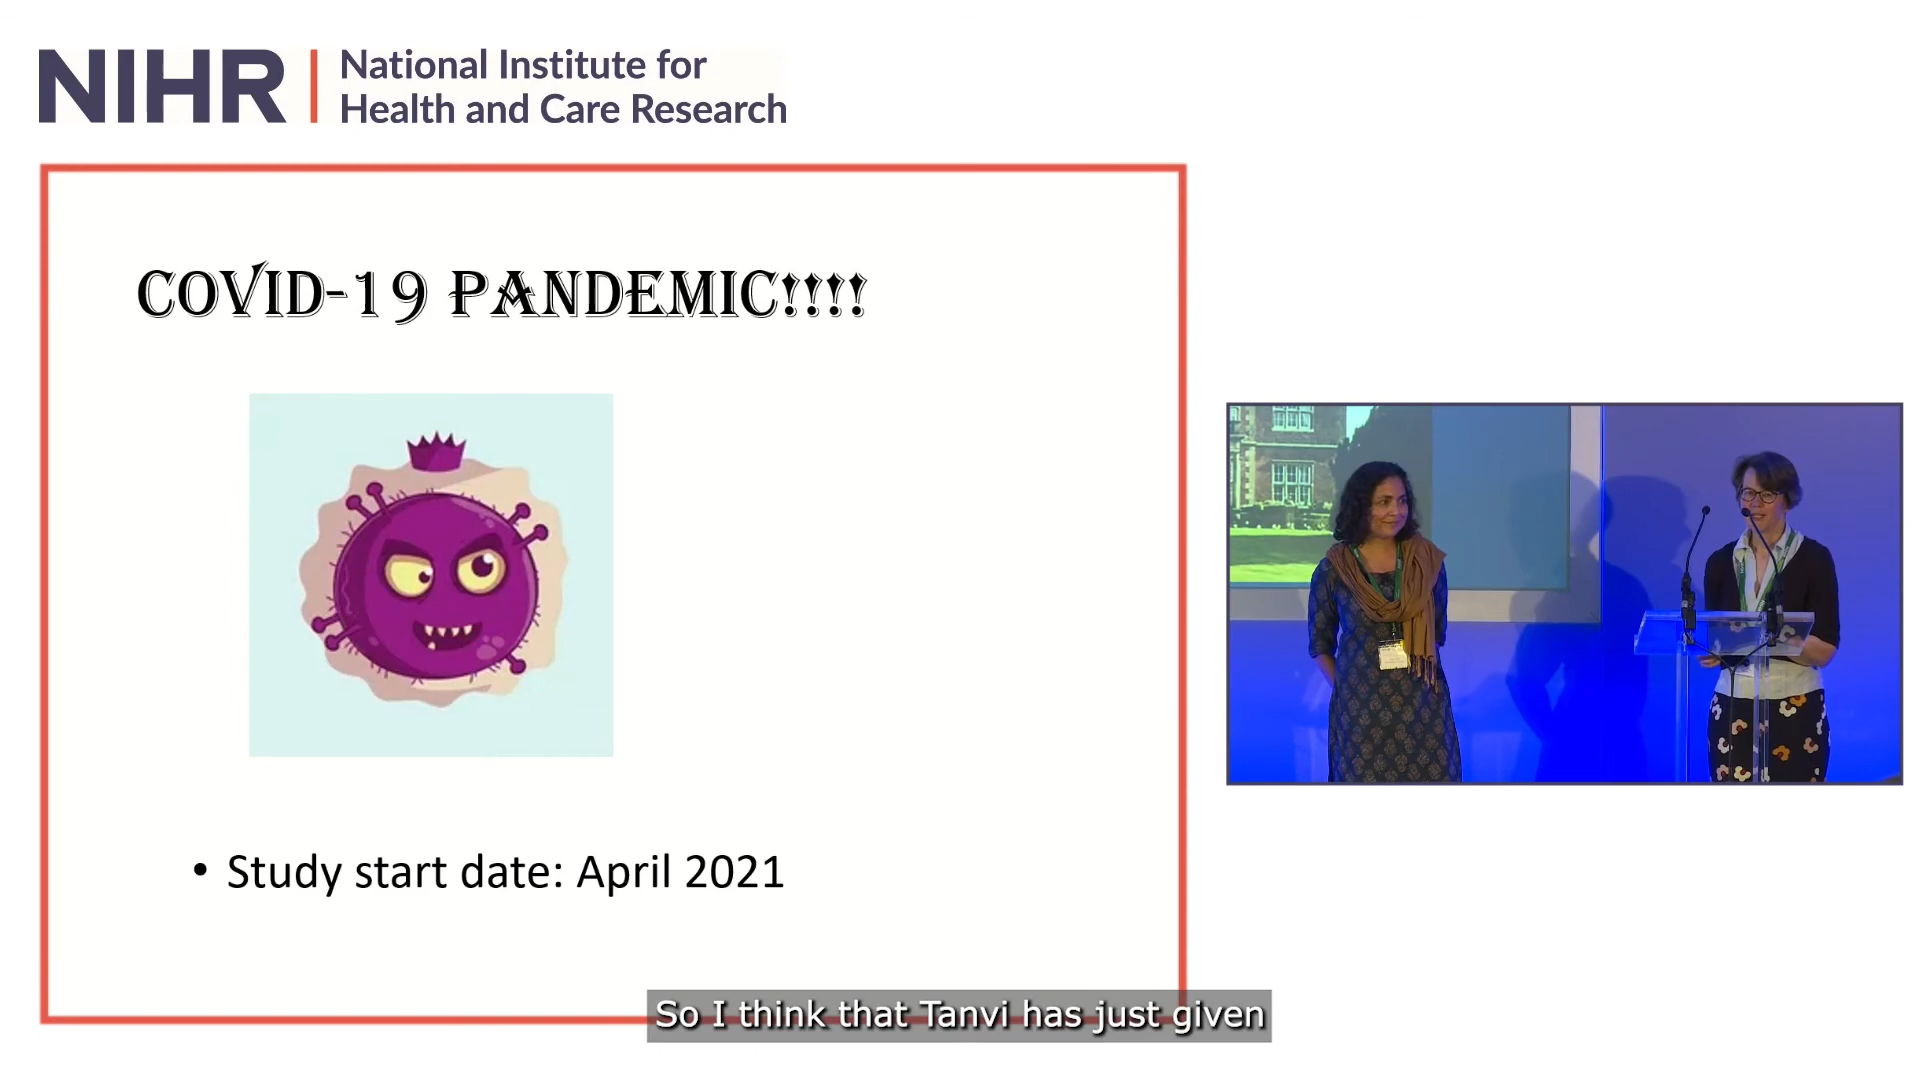 NIHR
National Institute for
Health and Care Research
COVID-19 PANDEMIC!!!!
• Study start date: April 2021
So I think that Tanvi has just given